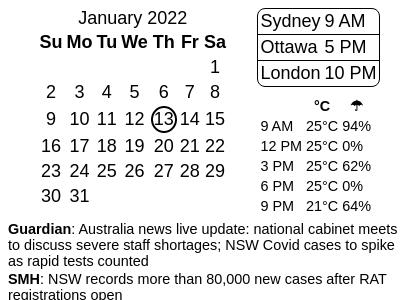 January 2022
Su Mo Tu We Th Fr Sa
1
2 3 4 5 6 7 8
9 10 11 12 13 14 15
16 17 18 19 20 21 22
23 24 25 26 27 28 29
30 31
Sydney 9 AM
Ottawa 5 PM
London 10 PM
°C ☂
9 AM 25°C 94%
12 PM 25°C 0%
3 PM 25°C 62%
6 PM 25°C 0%
9 PM 21°C 64%
Guardian: Australia news live update: national cabinet meets
to discuss severe staff shortages; NSW Covid cases to spike
as rapid tests counted
SMH: NSW records more than 80,000 new cases after RAT
registrations open